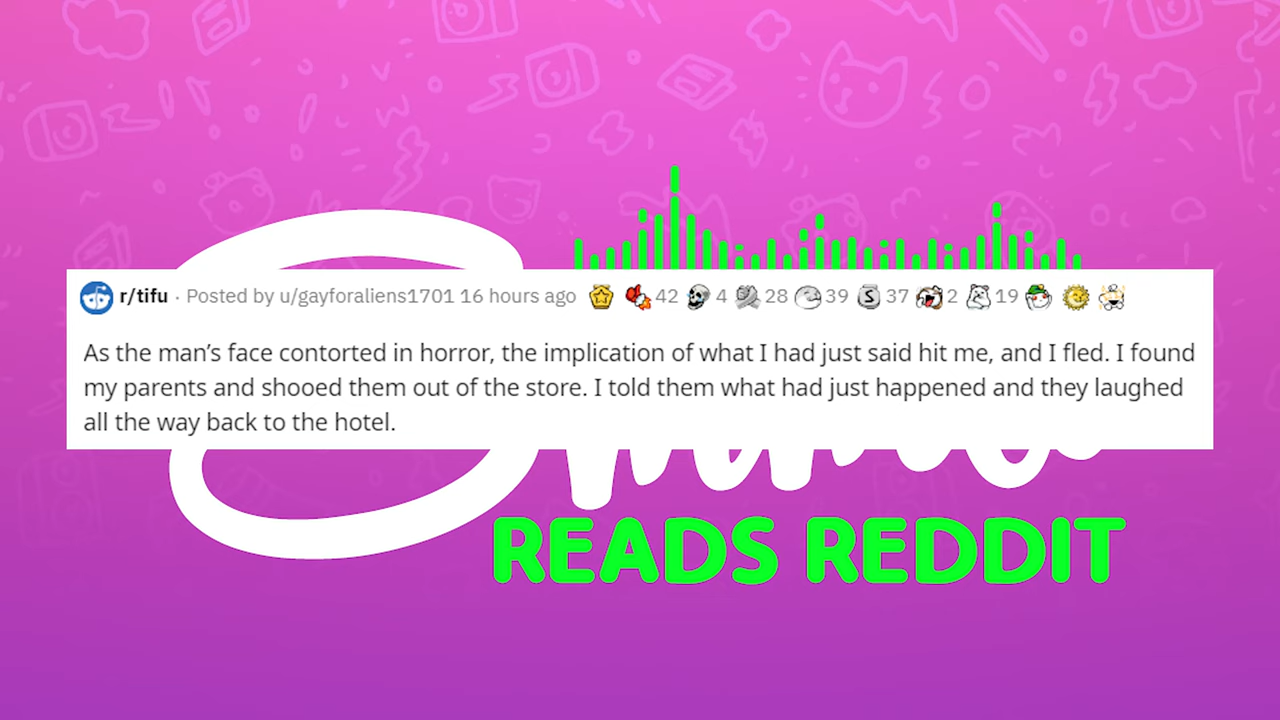 r/tifu · Posted by u/gayforaliens1701 16 hours ago 42 4 28 39 S 37 2 19
As the man’s face contorted in horror, the implication of what I had just said hit me, and I fled. I found
my parents and shooed them out of the store. I told them what had just happened and they laughed
all the way back to the hotel.
READS REDDIT